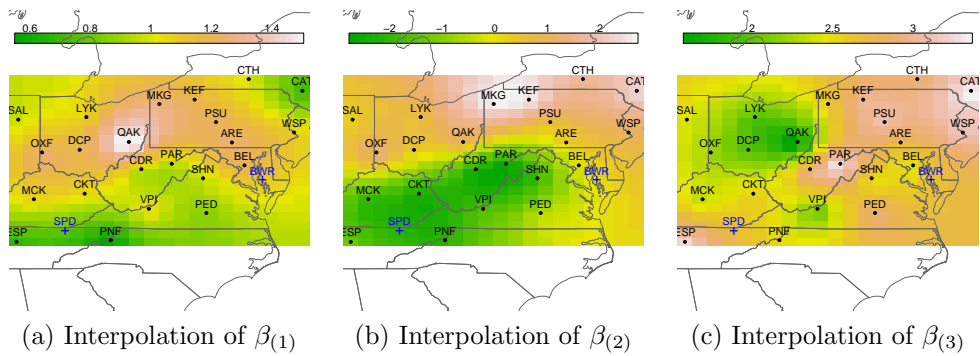 0.6 0.8 1 1.4
CTH
CAT
MKG KEF
SAL LYK
PSU
WSP
QAK ARE
OXF DCP
PAR BEL
CDR BWR
SHN
MCK CKT
VPI PED
SPD
ESP PNF
(a) Interpolation of β(1)
−2 −1 0 1 2
CTH
CAT
MKG KEF
LYK
PSU
WSP
QAK ARE
OXF DCP
PAR BEL
CDR BWR
SHN
MCK CKT
VPI PED
SPD
ESP PNF
(b) Interpolation of β(2)
2 2.5 3
CTH
CAT
KEF
LYK MKG
PSU
WSP
QAK ARE
OXF DCP
PAR BEL
CDR BWR
SHN
MCK CKT
VPI PED
SPD
ESP PNF
(c) Interpolation of β(3)